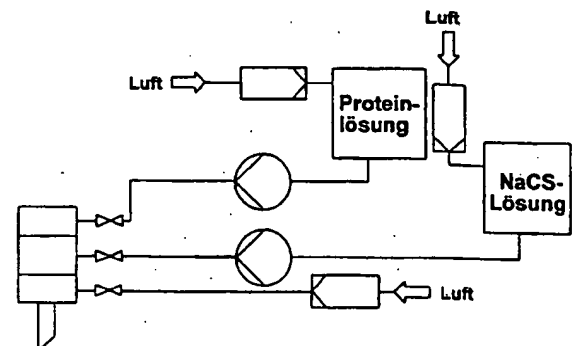 Luft
Luft
Protein-
lösung
NaCS-
Lösung
Luft